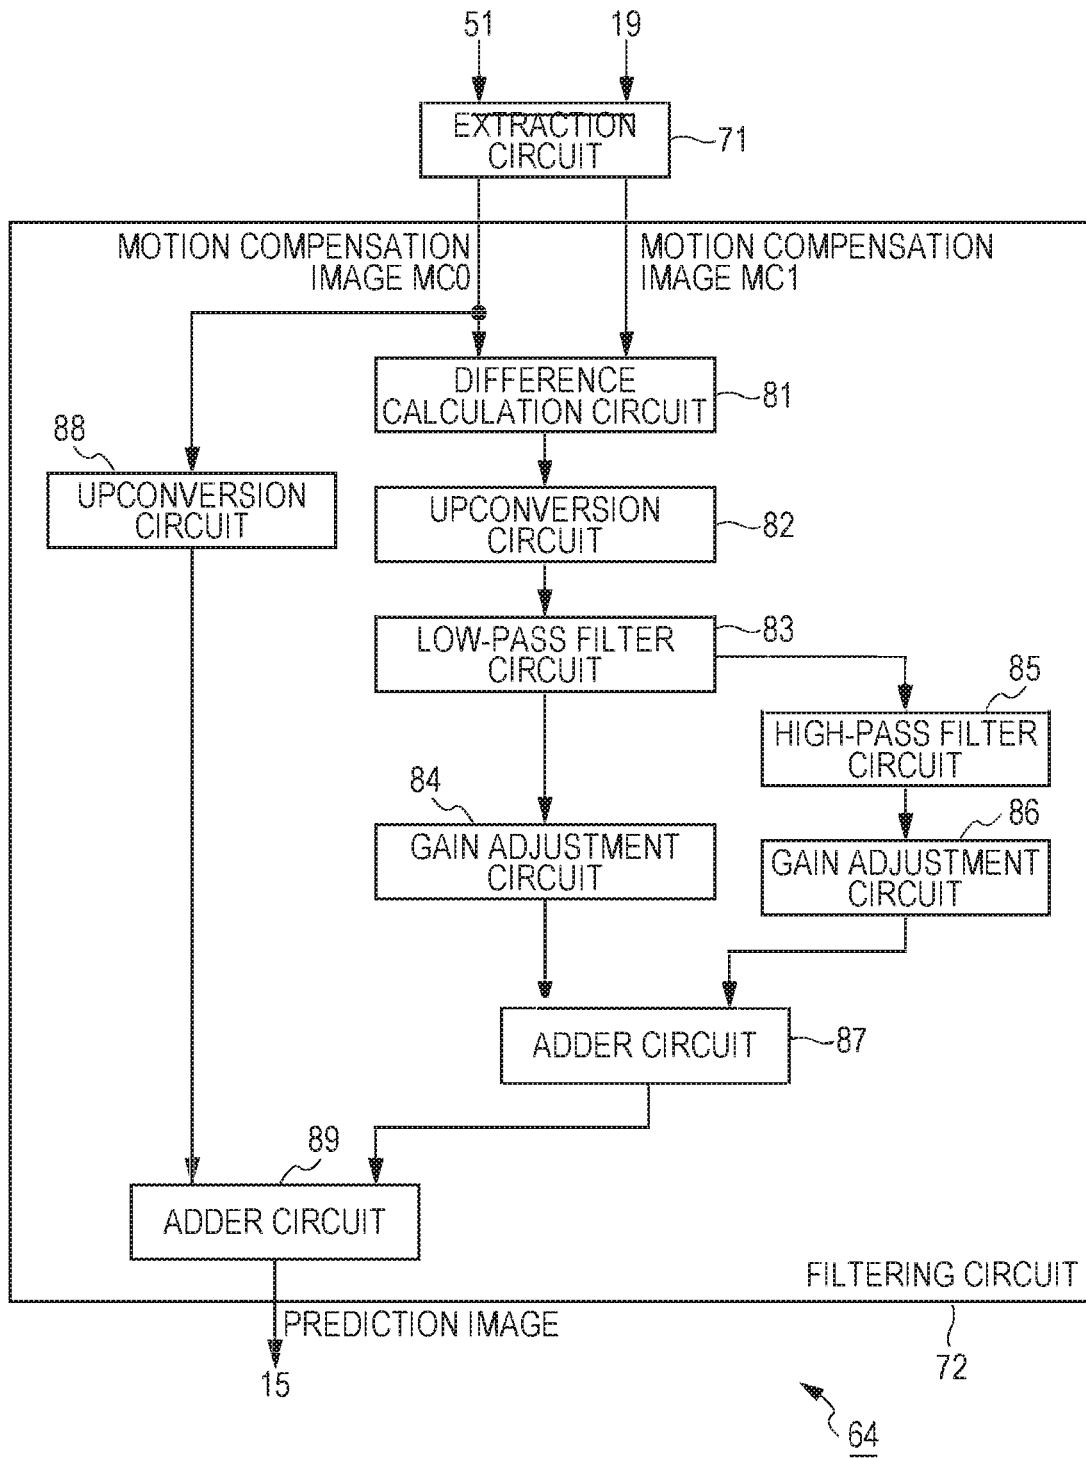 51
19
EXTRACTION
CIRCUIT
71
MOTION COMPENSATION
IMAGE MC0
MOTION COMPENSATION
IMAGE MC1
DIFFERENCE
CALCULATION CIRCUIT
81
88
UPCONVERSION
CIRCUIT
UPCONVERSION
CIRCUIT
82
LOW-PASS FILTER
CIRCUIT
83
85
HIGH-PASS FILTER
CIRCUIT
84
GAIN ADJUSTMENT
CIRCUIT
86
GAIN ADJUSTMENT
CIRCUIT
ADDER CIRCUIT
87
89
ADDER CIRCUIT
FILTERING CIRCUIT
PREDICTION IMAGE
72
15
64